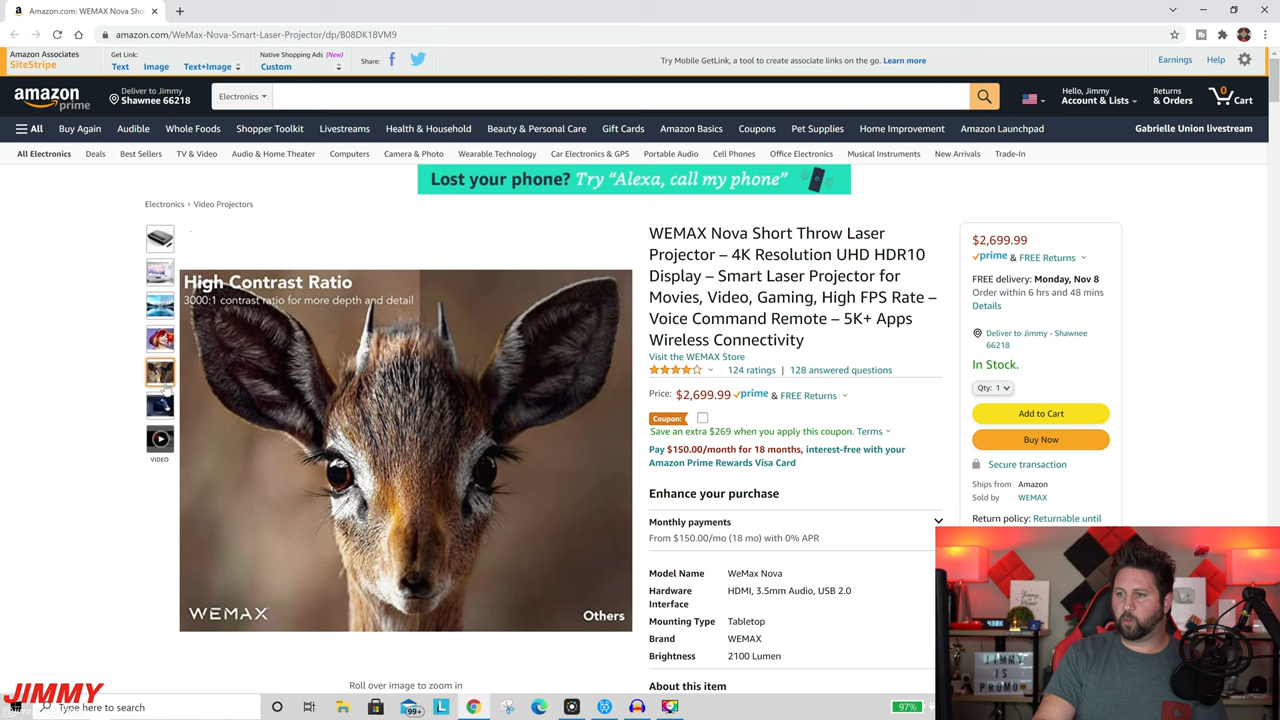 Amazon.com: WEMAX Nova Sho
amazon.com/WeMax-Nova-Smart-Laser-Projector/dp/B08DK18VM9
Amazon Associates
SiteStripe
Get Link:
Text Image Text+Image
Native Shopping Ads (New)
Custom
Share:
Try Mobile GetLink, a tool to create associate links on the go. Learn more
Earnings Help
amazon
prime
Deliver to Jimmy
Shawnee 66218
Electronics
Hello, Jimmy
Account & Lists
Returns
& Orders
0
Cart
All Buy Again Audible Whole Foods Shopper Toolkit Livestreams Health & Household Beauty & Personal Care Gift Cards Amazon Basics Coupons Pet Supplies Home Improvement Amazon Launchpad Gabrielle Union livestream
All Electronics Deals Best Sellers TV & Video Audio & Home Theater Computers Camera & Photo Wearable Technology Car Electronics & GPS Portable Audio Cell Phones Office Electronics Musical Instruments New Arrivals Trade-In
Lost your phone? Try “Alexa, call my phone”
Electronics › Video Projectors
VIDEO
High Contrast Ratio
3000:1 contrast ratio for more depth and detail
WEMAX
Others
Roll over image to zoom in
WEMAX Nova Short Throw Laser
Projector – 4K Resolution UHD HDR10
Display – Smart Laser Projector for
Movies, Video, Gaming, High FPS Rate –
Voice Command Remote – 5K+ Apps
Wireless Connectivity
Visit the WEMAX Store
124 ratings | 128 answered questions
Price: $2,699.99 prime & FREE Returns
Coupon:
Save an extra $269 when you apply this coupon. Terms
Pay $150.00/month for 18 months, interest-free with your
Amazon Prime Rewards Visa Card
Enhance your purchase
Monthly payments
From $150.00/mo (18 mo) with 0% APR
Model Name WeMax Nova
Hardware HDMI, 3.5mm Audio, USB 2.0
Interface
Mounting Type Tabletop
Brand WEMAX
Brightness 2100 Lumen
About this item
$2,699.99
prime & FREE Returns
FREE delivery: Monday, Nov 8
Order within 6 hrs and 48 mins
Details
Deliver to Jimmy - Shawnee
66218
In Stock.
Qty: 1
Add to Cart
Buy Now
Secure transaction
Ships from Amazon
Sold by WEMAX
Return policy: Returnable until
JIMMY
IS
PROMO
JIMMY
Type here to search
99+
97%